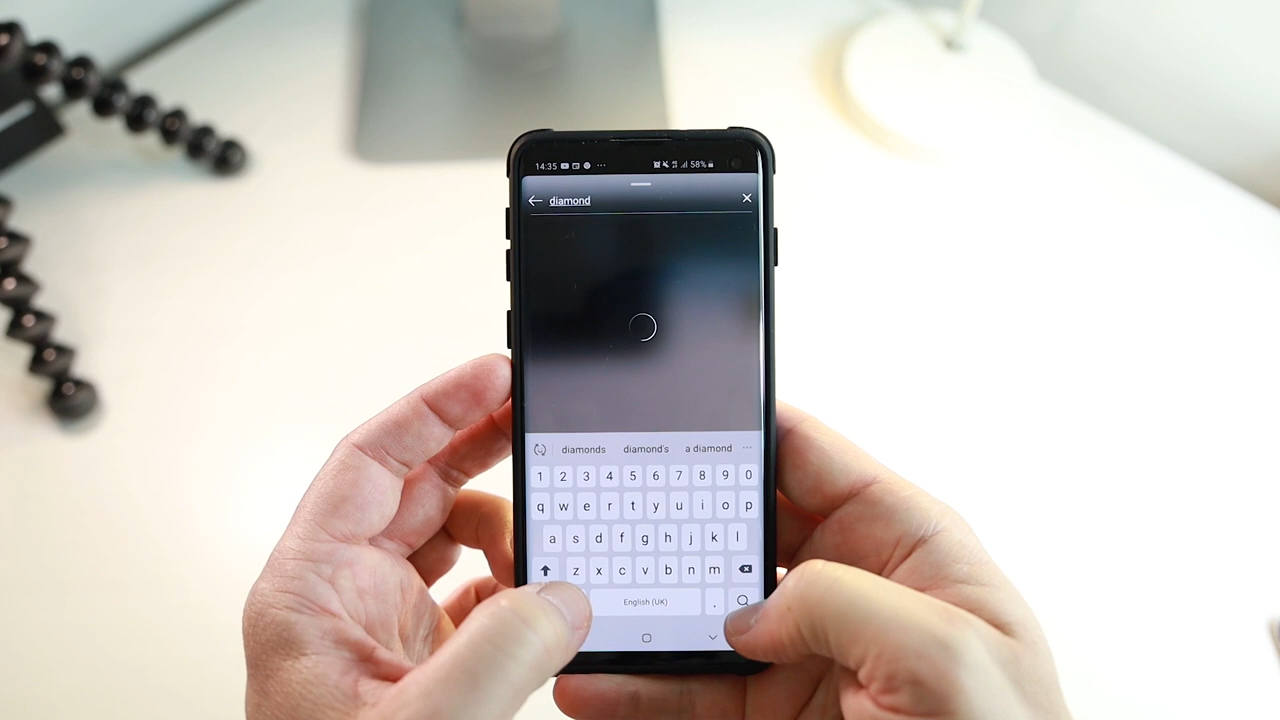 14:35 58%
diamond
diamonds diamond's a diamond
1 2 3 4 5 6 7 8 9 0
q w e r t y u i o p
a s d f g h j k l
z x c v b n m
English (UK) .